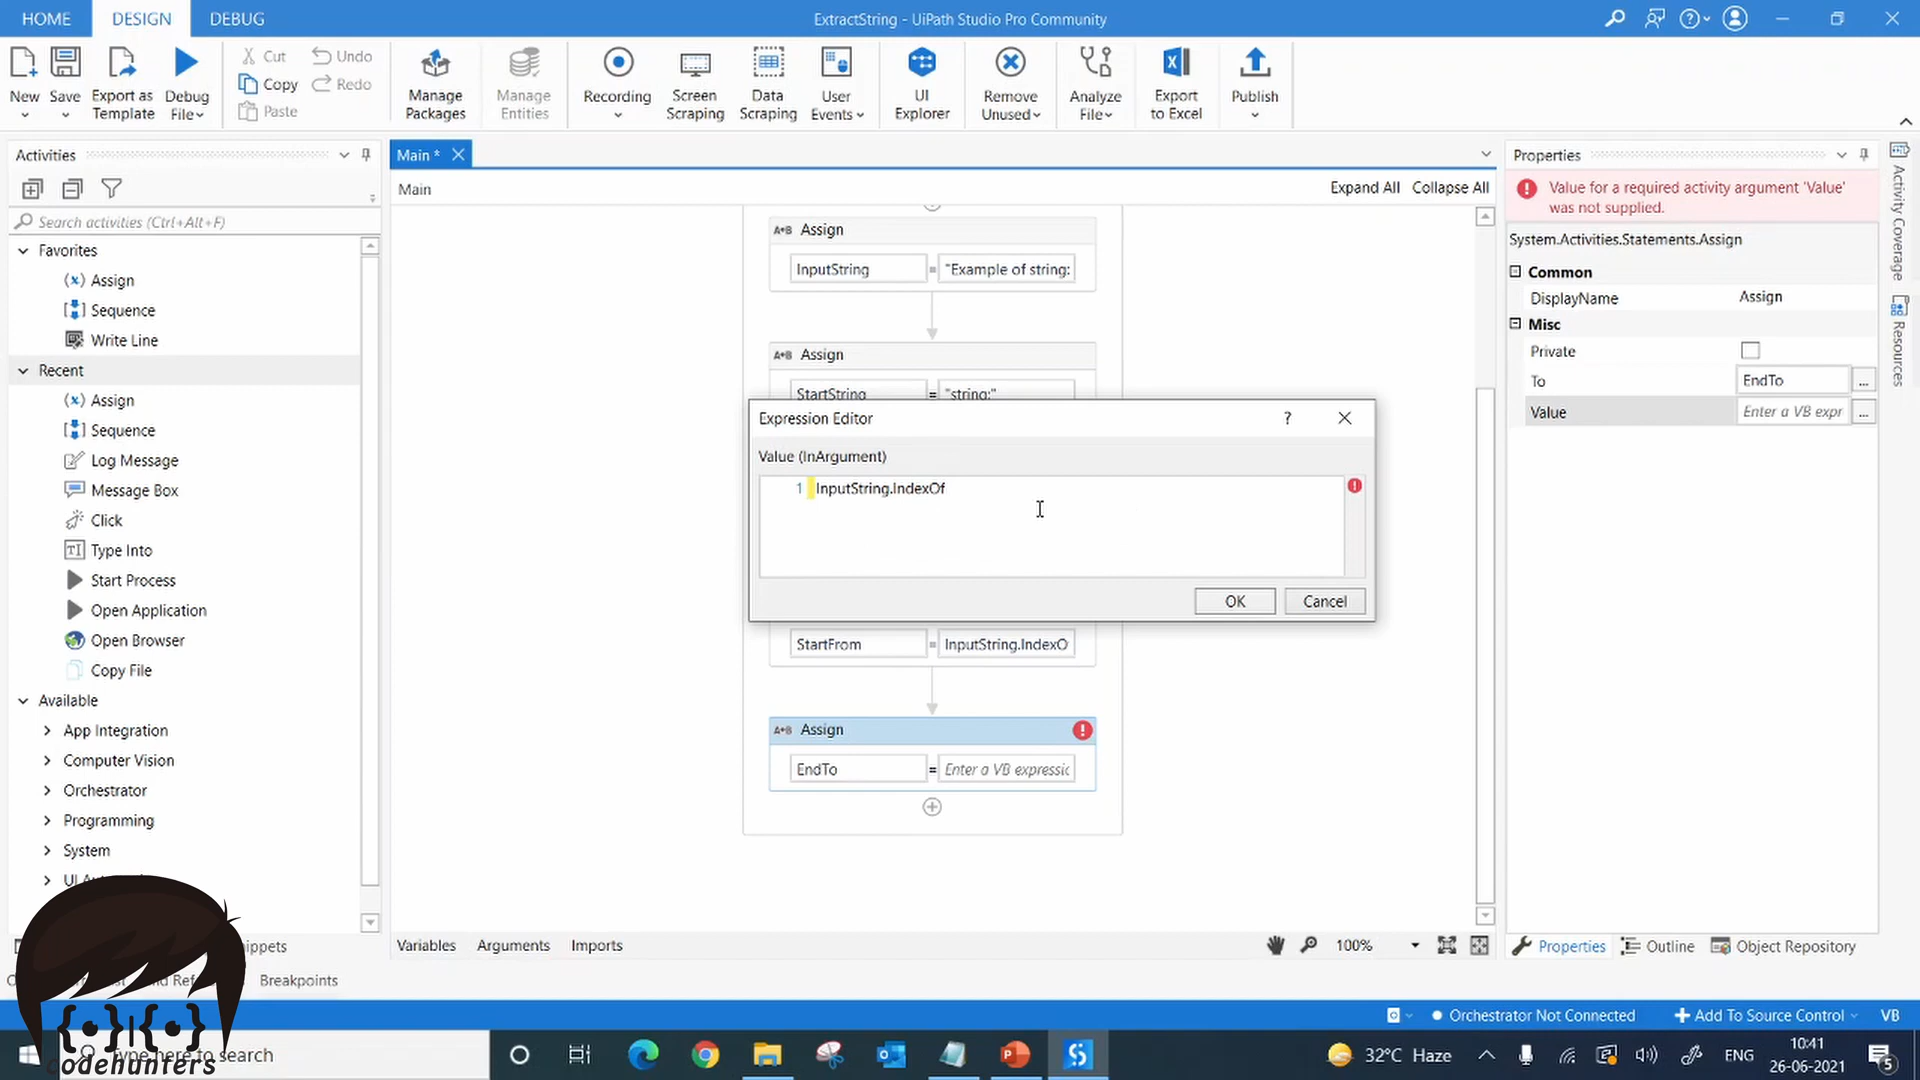 HOME DESIGN DEBUG
ExtractString - UiPath Studio Pro Community
New
Save
Export as Template
Debug File
Cut
Copy
Paste
Undo
Redo
Manage Packages
Manage Entities
Recording
Screen Scraping
Data Scraping
User Events
UI Explorer
Remove Unused
Analyze File
Export to Excel
Publish
Activities
Search activities (Ctrl+Alt+F)
Favorites
Assign
Sequence
Write Line
Recent
Assign
Sequence
Log Message
Message Box
Click
Type Into
Start Process
Open Application
Open Browser
Copy File
Available
App Integration
Computer Vision
Orchestrator
Programming
System
Main *
Main
Expand All Collapse All
A+B Assign
InputString = "Example of string:
A+B Assign
StartString = "string:"
Expression Editor
?
Value (InArgument)
1 InputString.IndexOf
OK Cancel
StartFrom = InputString.IndexO
A+B Assign
EndTo = Enter a VB expressic
Variables Arguments Imports
100%
Properties
Value for a required activity argument 'Value' was not supplied.
System.Activities.Statements.Assign
Common
DisplayName Assign
Misc
Private
To EndTo ...
Value Enter a VB expr ...
Activity Coverage
Resources
Properties Outline Object Repository
Breakpoints
Orchestrator Not Connected Add To Source Control VB
{•}|{•}
codehunters
Type here to search
32°C Haze
ENG
10:41
26-06-2021
5